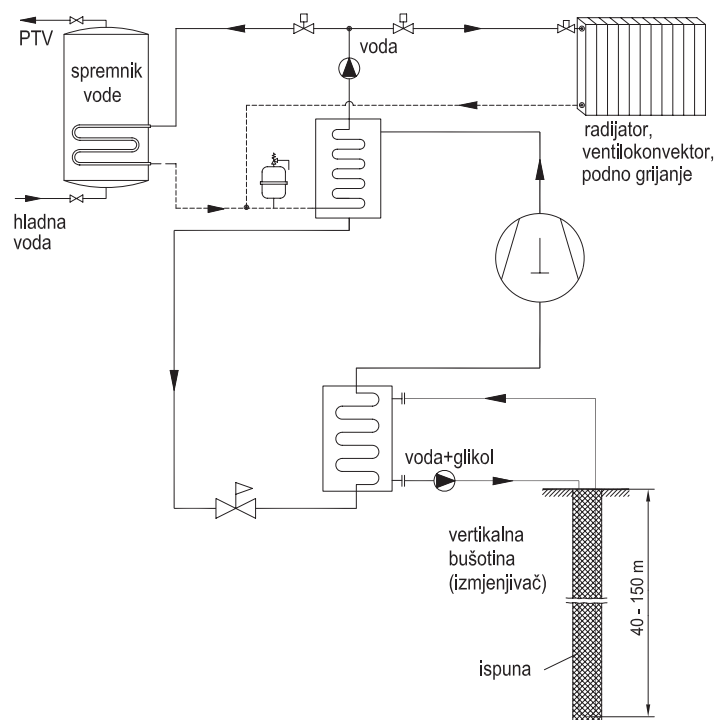 PTV
spremnik
vode
hladna
voda
voda
radijator,
ventilokonvektor,
podno grijanje
voda+glikol
vertikalna
bušotina
(izmjenjivač)
40 - 150 m
ispuna